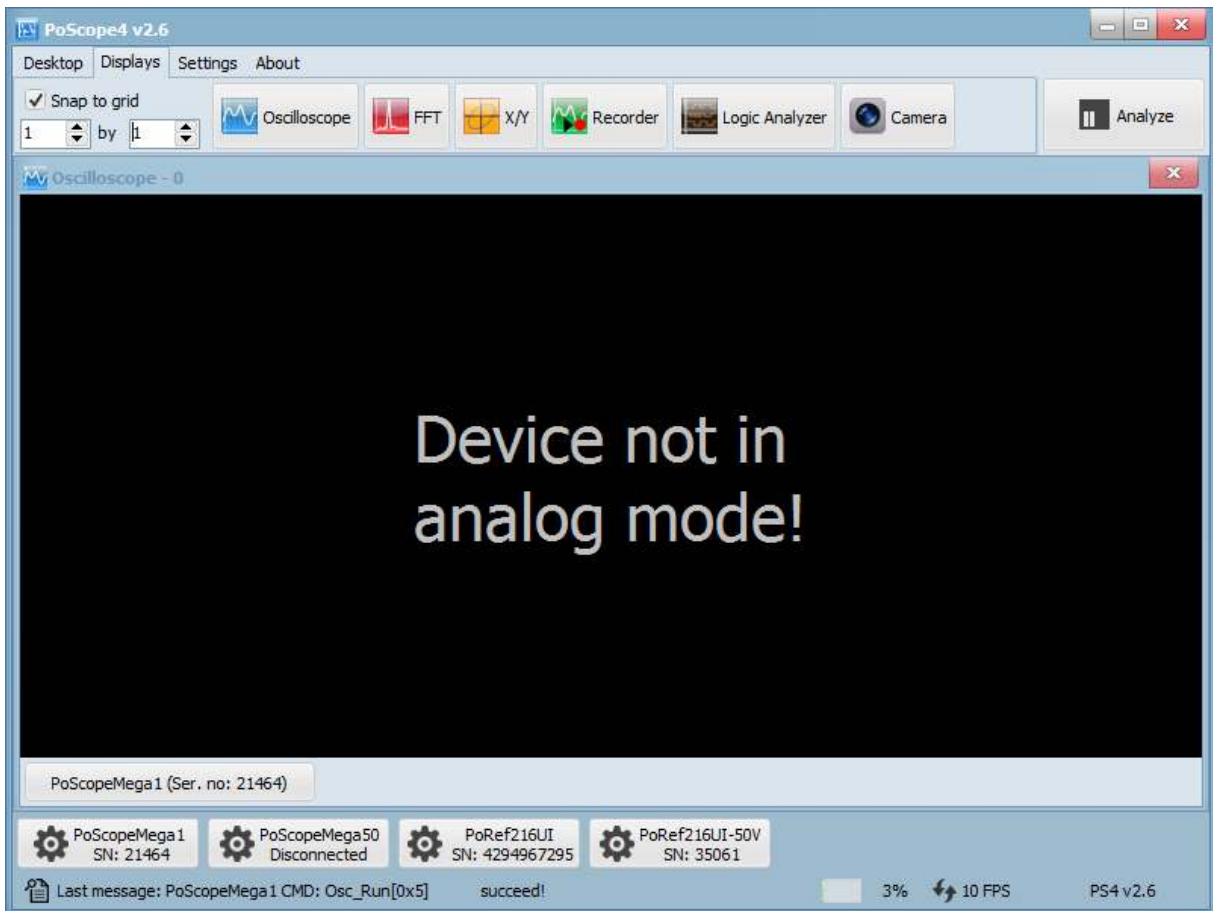 PoScope4 v2.6
Desktop Displays Settings About
Snap to grid
1 by 1
Oscilloscope FFT X/Y Recorder Logic Analyzer Camera Analyze
Oscilloscope - 0
Device not in
analog mode!
PoScopeMega1 (Ser. no: 21464)
PoScopeMega1
SN: 21464
PoScopeMega50
Disconnected
PoRef216UI
SN: 4294967295
PoRef216UI-50V
SN: 35061
Last message: PoScopeMega1 CMD: Osc_Run[0x5] succeed! 3% 10 FPS PS4 v2.6